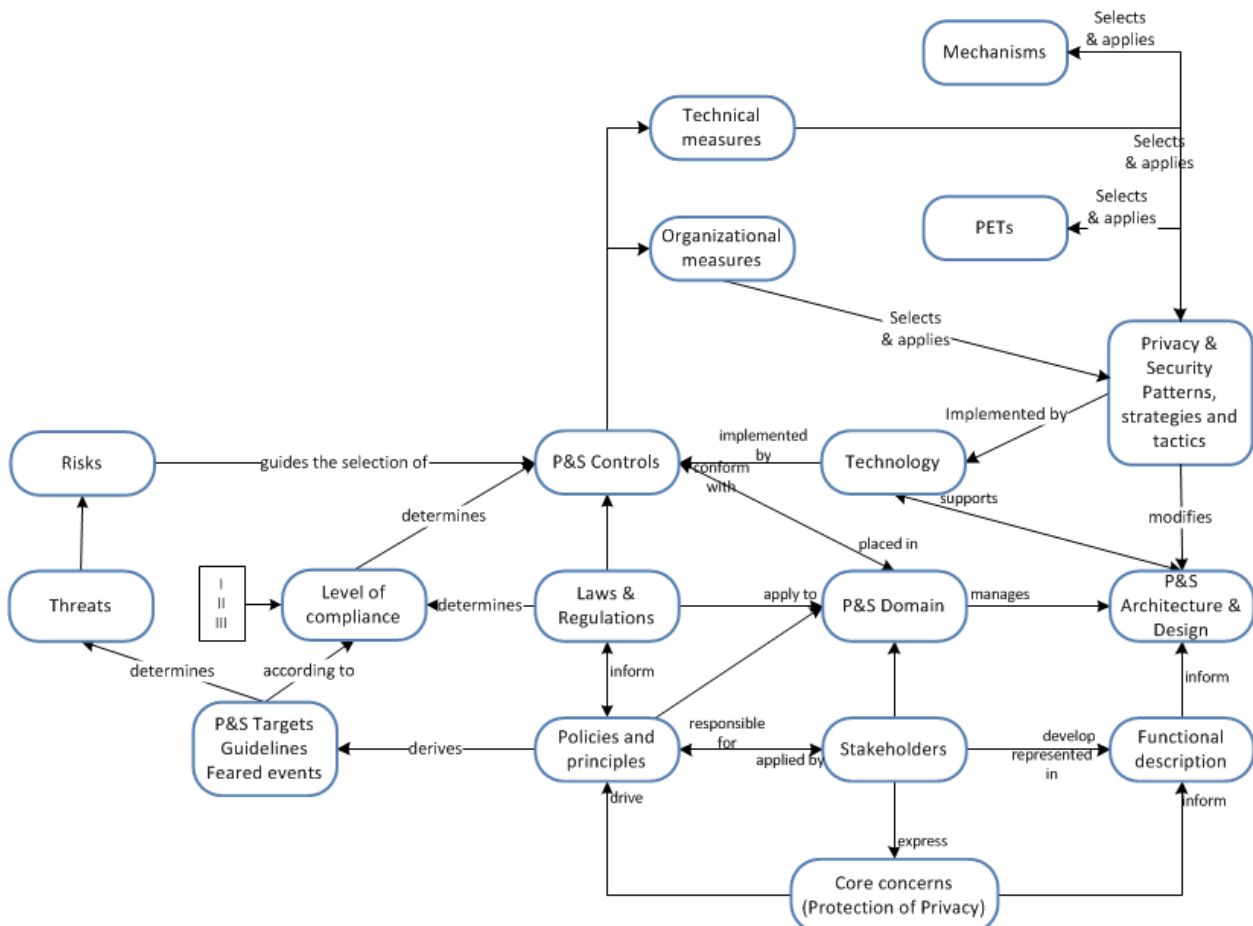 Selects
& applies
Mechanisms
Technical
measures
Selects
& applies
Selects
& applies
PETs
Organizational
measures
Selects
& applies
Privacy &
Security
Patterns,
strategies and
tactics
Implemented by
Risks
guides the selection of
P&S Controls
implemented
by
conform
with
Technology
supports
modifies
determines
placed in
I
II
III
Threats
Level of
compliance
determines
Laws &
Regulations
apply to
P&S Domain
manages
P&S
Architecture &
Design
determines
according to
inform
inform
P&S Targets
Guidelines
Feared events
derives
Policies and
principles
responsible
for
applied by
Stakeholders
develop
represented
in
Functional
description
drive
inform
express
Core concerns
(Protection of Privacy)